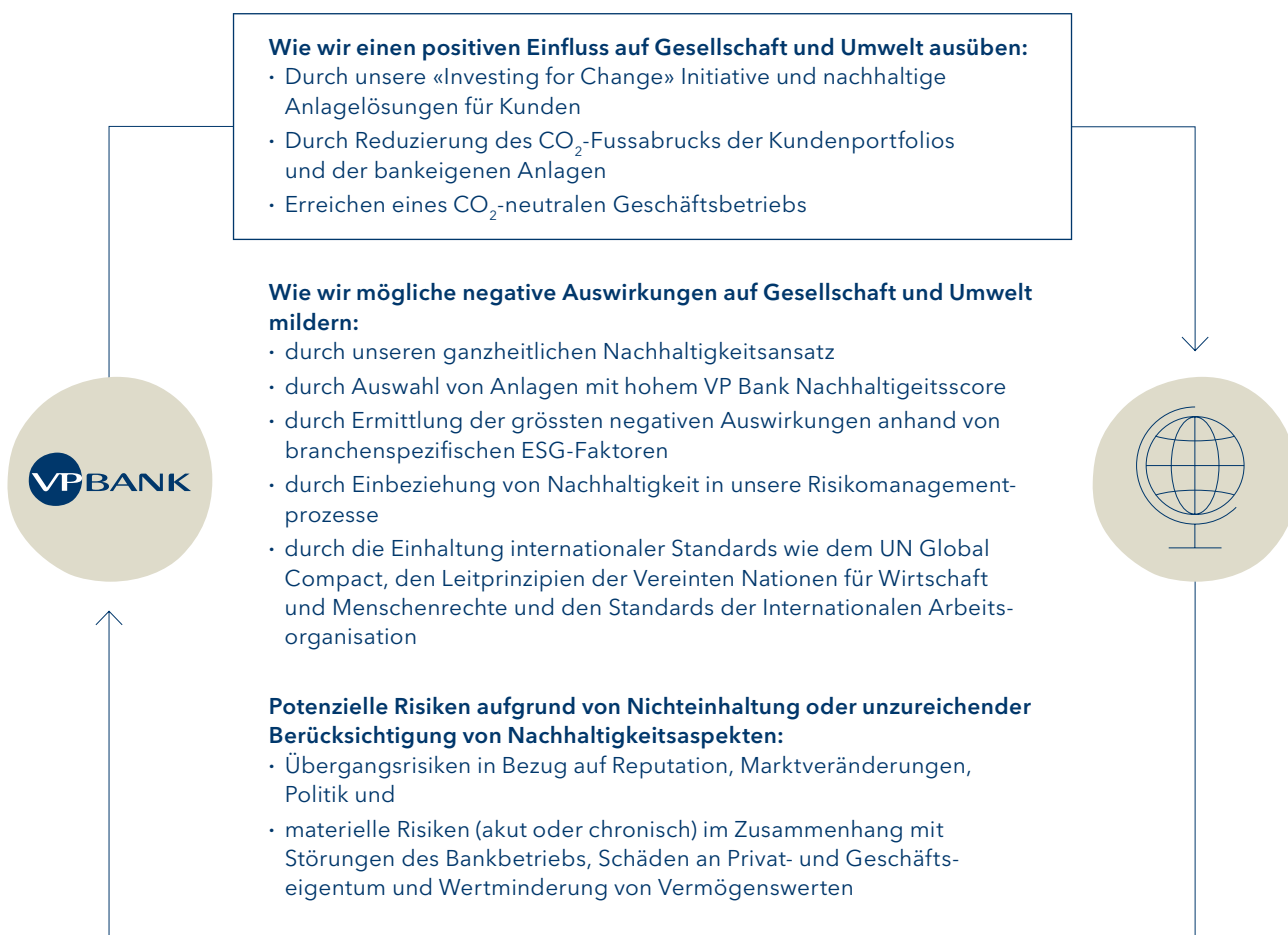 Wie wir einen positiven Einfluss auf Gesellschaft und Umwelt ausüben:
· Durch unsere «Investing for Change» Initiative und nachhaltige
Anlagelösungen für Kunden
· Durch Reduzierung des CO₂-Fussabrucks der Kundenportfolios
und der bankeigenen Anlagen
· Erreichen eines CO₂-neutralen Geschäftsbetriebs
Wie wir mögliche negative Auswirkungen auf Gesellschaft und Umwelt
mildern:
· durch unseren ganzheitlichen Nachhaltigkeitsansatz
· durch Auswahl von Anlagen mit hohem VP Bank Nachhaltigeitsscore
· durch Ermittlung der grössten negativen Auswirkungen anhand von
branchenspezifischen ESG-Faktoren
· durch Einbeziehung von Nachhaltigkeit in unsere Risikomanagement-
prozesse
· durch die Einhaltung internationaler Standards wie dem UN Global
Compact, den Leitprinzipien der Vereinten Nationen für Wirtschaft
und Menschenrechte und den Standards der Internationalen Arbeits-
organisation
VPBANK
Potenzielle Risiken aufgrund von Nichteinhaltung oder unzureichender
Berücksichtigung von Nachhaltigkeitsaspekten:
· Übergangsrisiken in Bezug auf Reputation, Marktveränderungen,
Politik und
· materielle Risiken (akut oder chronisch) im Zusammenhang mit
Störungen des Bankbetriebs, Schäden an Privat- und Geschäfts-
eigentum und Wertminderung von Vermögenswerten